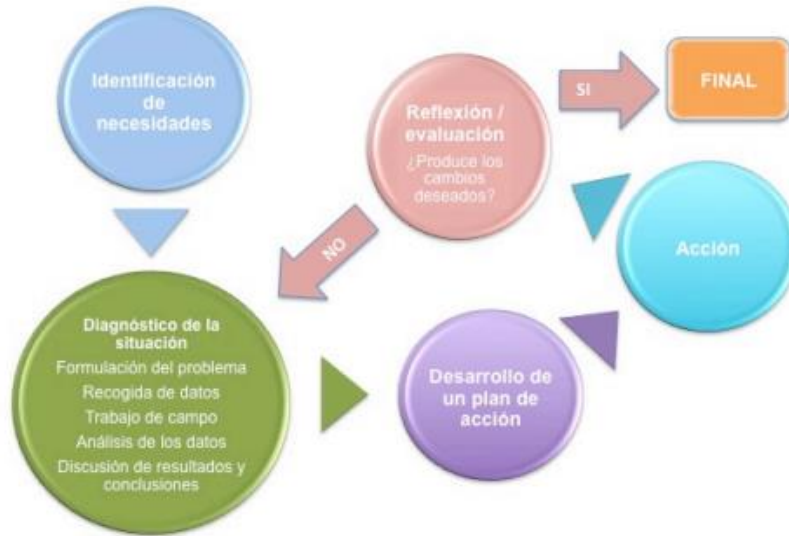 Identificación
de
necesidades
Diagnóstico de la
situación
Formulación del problema
Recogida de datos
Trabajo de campo
Análisis de los datos
Discusión de resultados y
conclusiones
Desarrollo de
un plan de
acción
Acción
Reflexión /
evaluación
¿Produce los
cambios
deseados?
NO
SI
FINAL